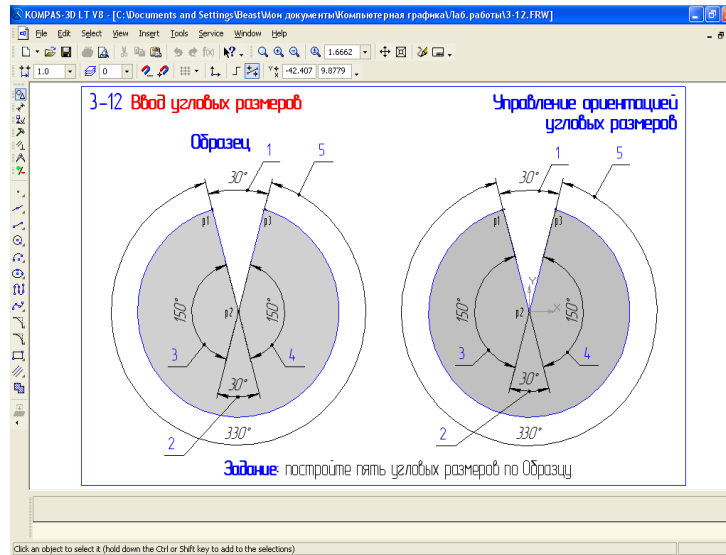 KOMPAS-3D LT V8 - [C:\Documents and Settings\Beast\Мои документы\Компьютерная графика\Лаб.работы\3-12.FRW]
File Edit Select View Insert Tools Service Window Help
1.6662
1.0 0 -42.407 9.8779
3-12 Ввод угловых размеров
Управление ориентацией
угловых размеров
Образец
1 5 1 5
30° 30°
p1 p3 p1 p3
Y
150° p2 150° 150° p2 X 150°
3 4 3 4
30° 30°
2 330° 2 330°
Задание: постройте пять угловых размеров по Образцу.
Click an object to select it (hold down the Ctrl or Shift key to add to the selections)